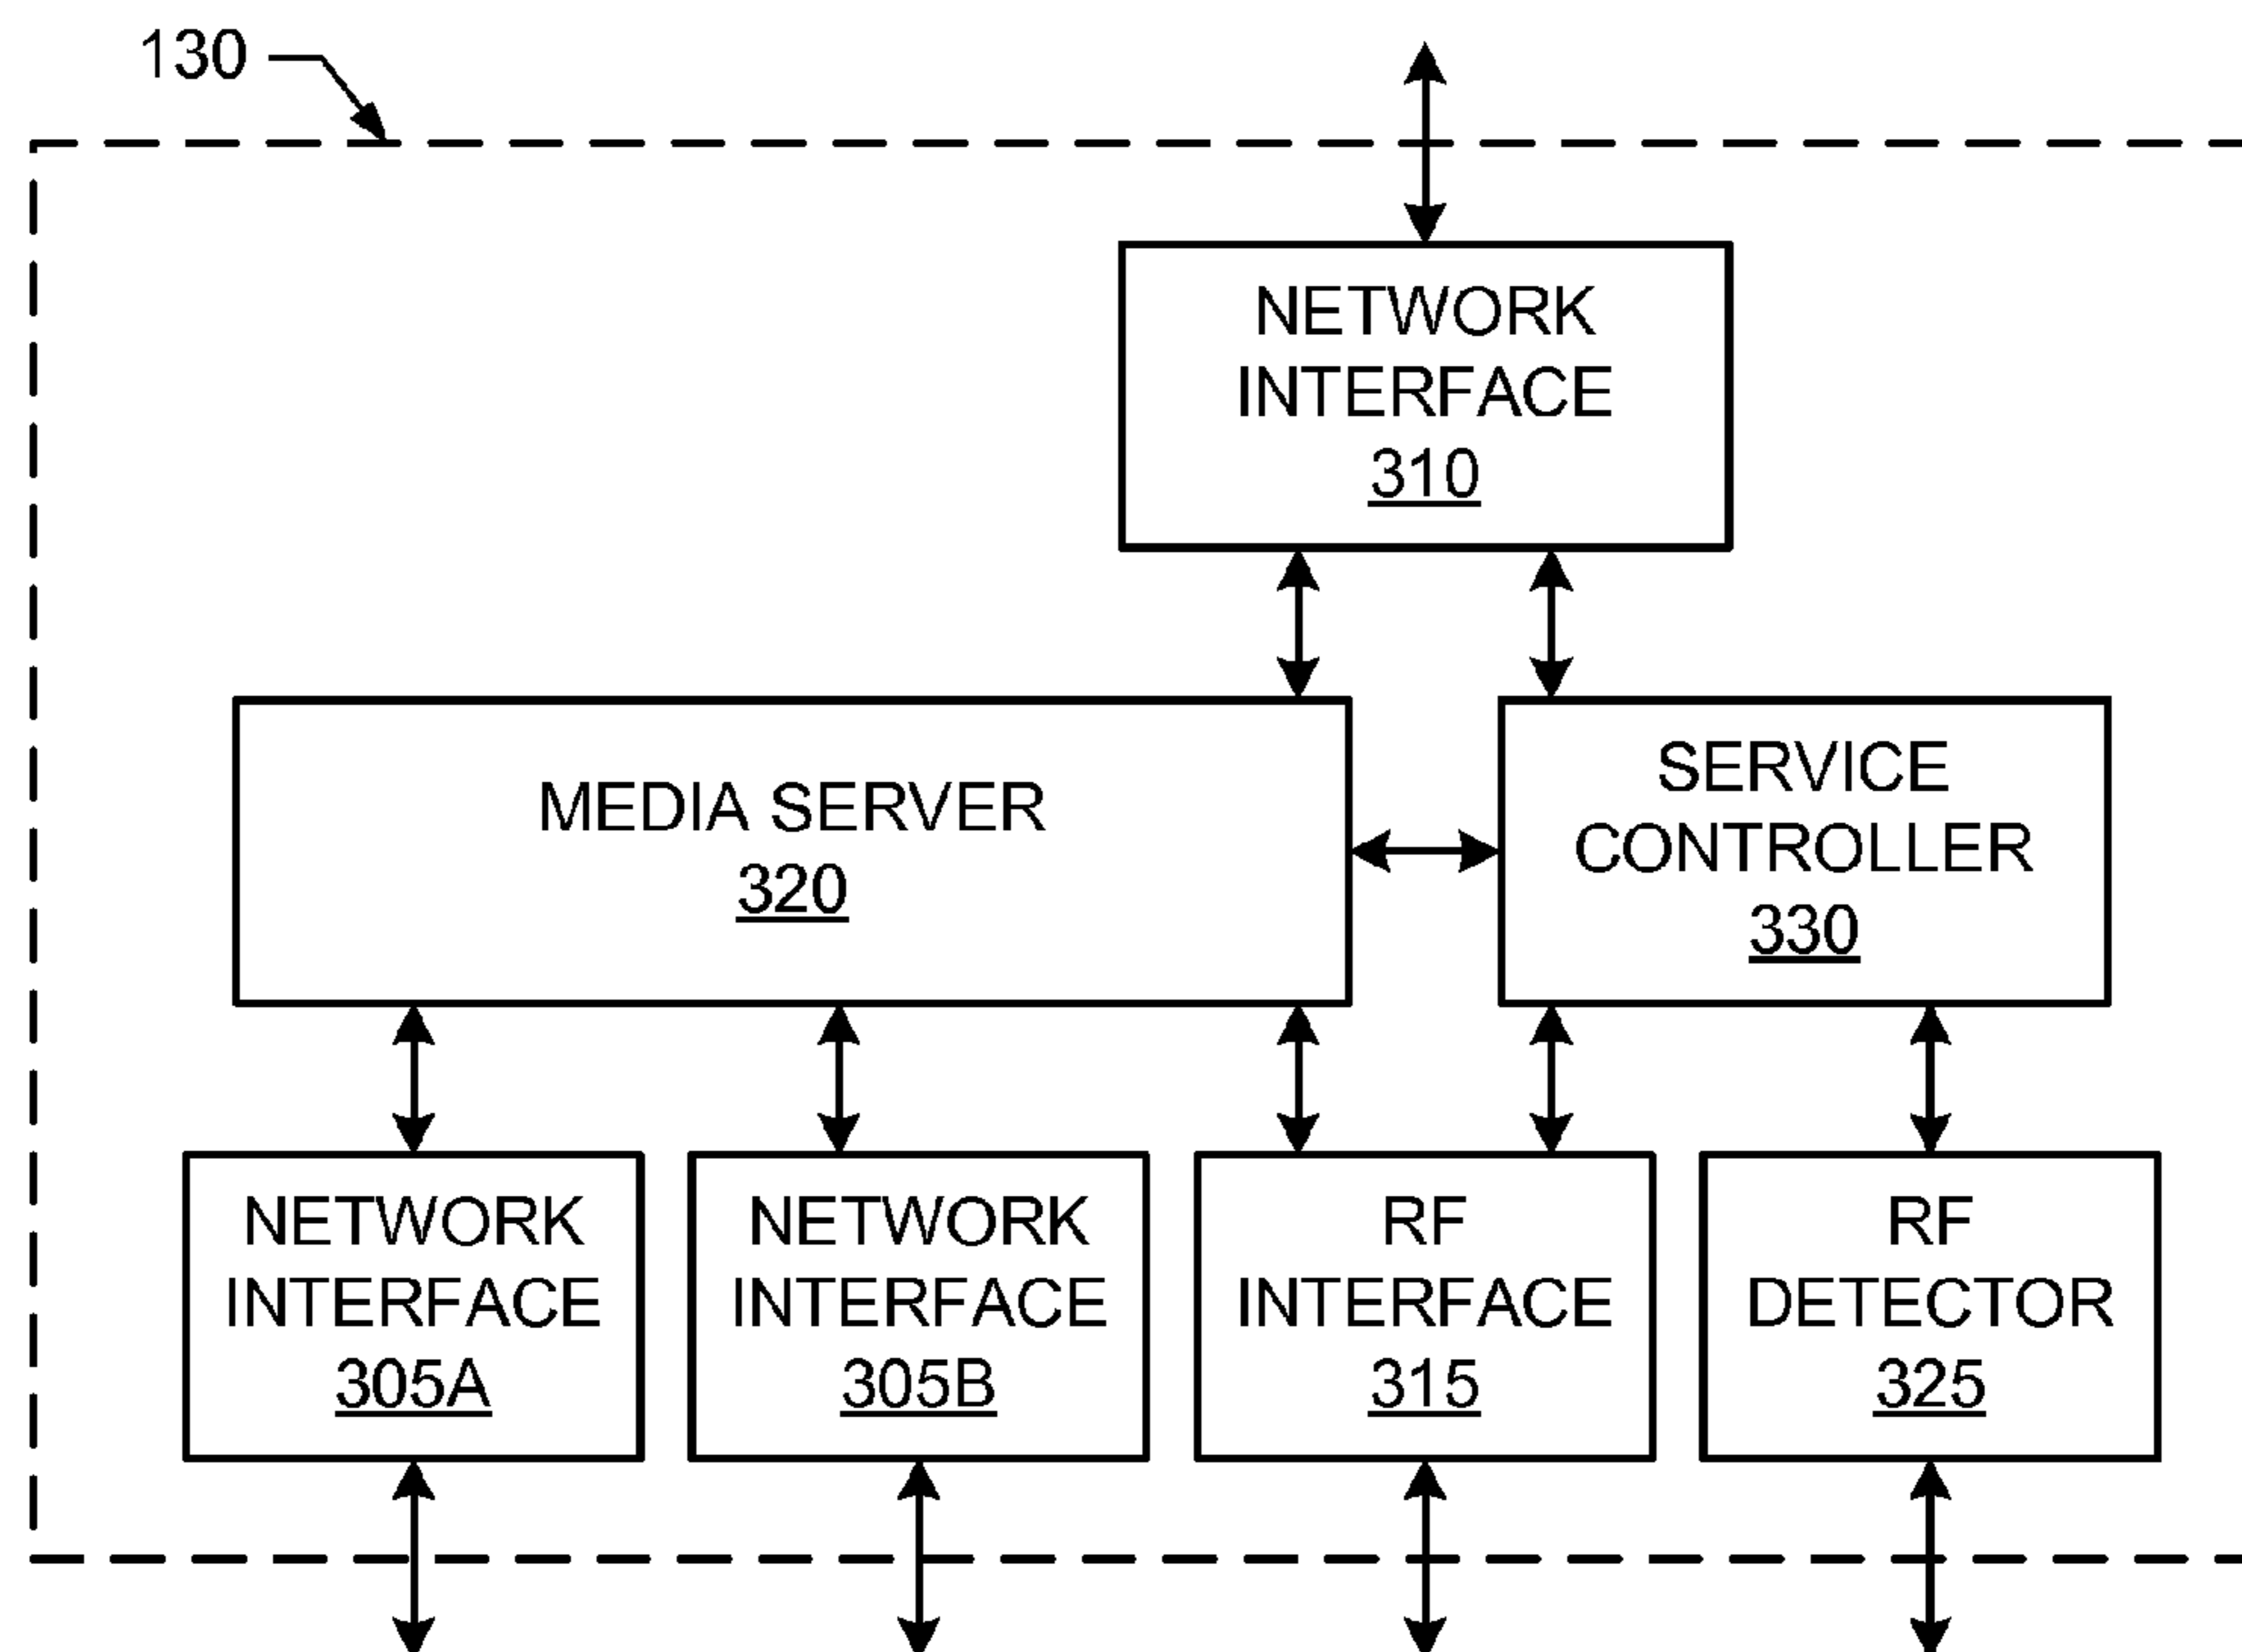 130
NETWORK
INTERFACE
310
MEDIA SERVER
320
SERVICE
CONTROLLER
330
NETWORK
INTERFACE
305A
NETWORK
INTERFACE
305B
RF
INTERFACE
315
RF
DETECTOR
325